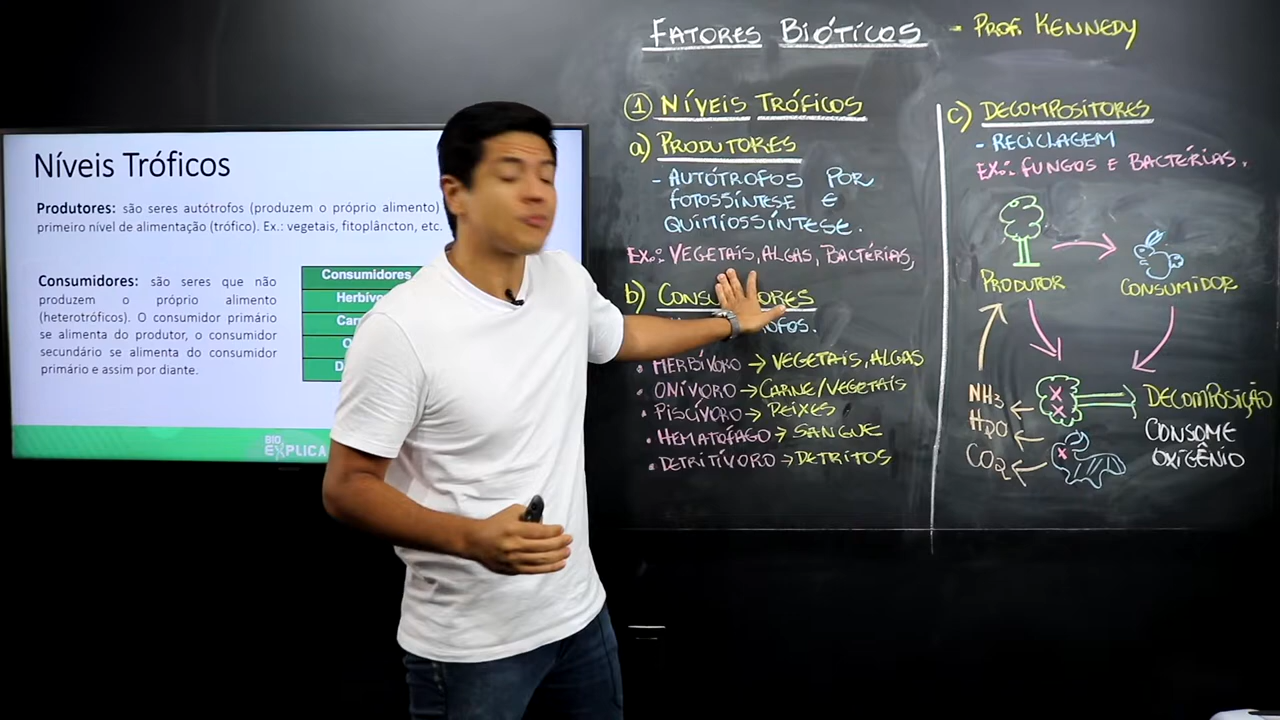 Níveis Tróficos
Produtores: são seres autótrofos (produzem o próprio alimento)
primeiro nível de alimentação (trófico). Ex.: vegetais, fitoplâncton, etc.
Consumidores: são seres que não
produzem o próprio alimento
(heterotróficos). O consumidor primário
se alimenta do produtor, o consumidor
secundário se alimenta do consumidor
primário e assim por diante.
Consumidores
BIO
EXPLICA
FATORES BIÓTICOS - PROF. KENNEDY
1 NÍVEIS TRÓFICOS
a) PRODUTORES
- AUTÓTROFOS POR
FOTOSSÍNTESE E
QUIMIOSSÍNTESE.
EX.: VEGETAIS, ALGAS, BACTÉRIAS,
b)
• HERBÍVORO → VEGETAIS, ALGAS
• ONÍVORO → CARNE/VEGETAIS
• PISCÍVORO → PEIXES
• HEMATÓFAGO → SANGUE
• DETRITÍVORO → DETRITOS
c) DECOMPOSITORES
- RECICLAGEM
EX.: FUNGOS E BACTÉRIAS.
PRODUTOR
CONSUMIDOR
NH3
H2O
CO2
DECOMPOSIÇÃO
CONSOME
OXIGÊNIO